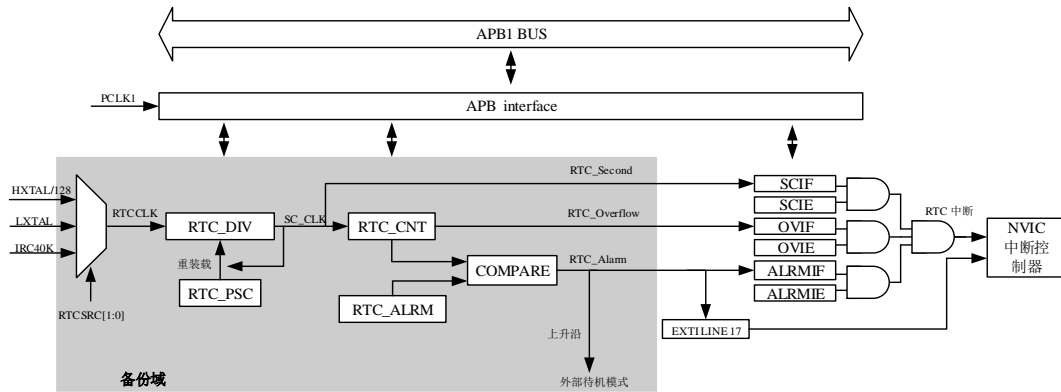 APB1 BUS
PCLK1
APB interface
HXTAL/128
LXTAL
IRC40K
RTCSRC[1:0]
RTCCLK
RTC_DIV
SC_CLK
重装载
RTC_PSC
RTC_CNT
RTC_ALRM
COMPARE
RTC_Second
RTC_Overflow
RTC_Alarm
上升沿
外部待机模式
备份域
SCIF
SCIE
OVIF
OVIE
ALRMIF
ALRMIE
EXTI LINE 17
RTC 中断
NVIC
中断控
制器